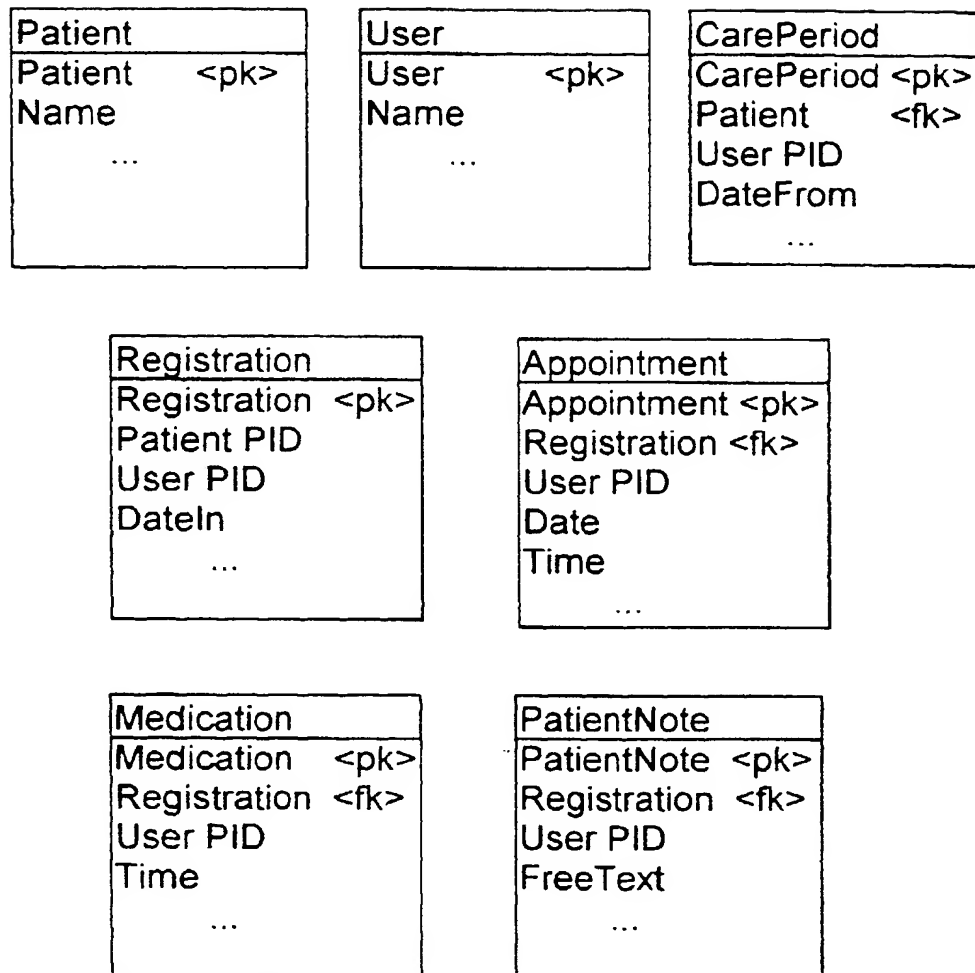 Patient
Patient <pk>
Name
...
User
User <pk>
Name
...
CarePeriod
CarePeriod <pk>
Patient <fk>
User PID
DateFrom
...
Registration
Registration <pk>
Patient PID
User PID
DateIn
...
Appointment
Appointment <pk>
Registration <fk>
User PID
Date
Time
...
Medication
Medication <pk>
Registration <fk>
User PID
Time
...
PatientNote
PatientNote <pk>
Registration <fk>
User PID
FreeText
...